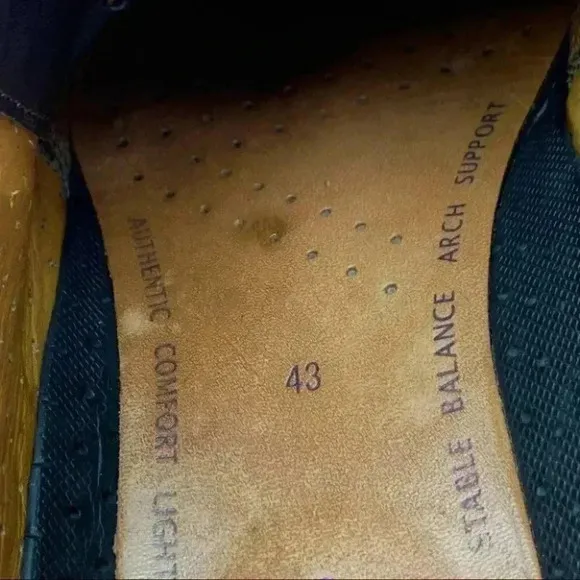 AUTHENTIC COMFORT LIGHT
43
STABLE BALANCE ARCH SUPPORT